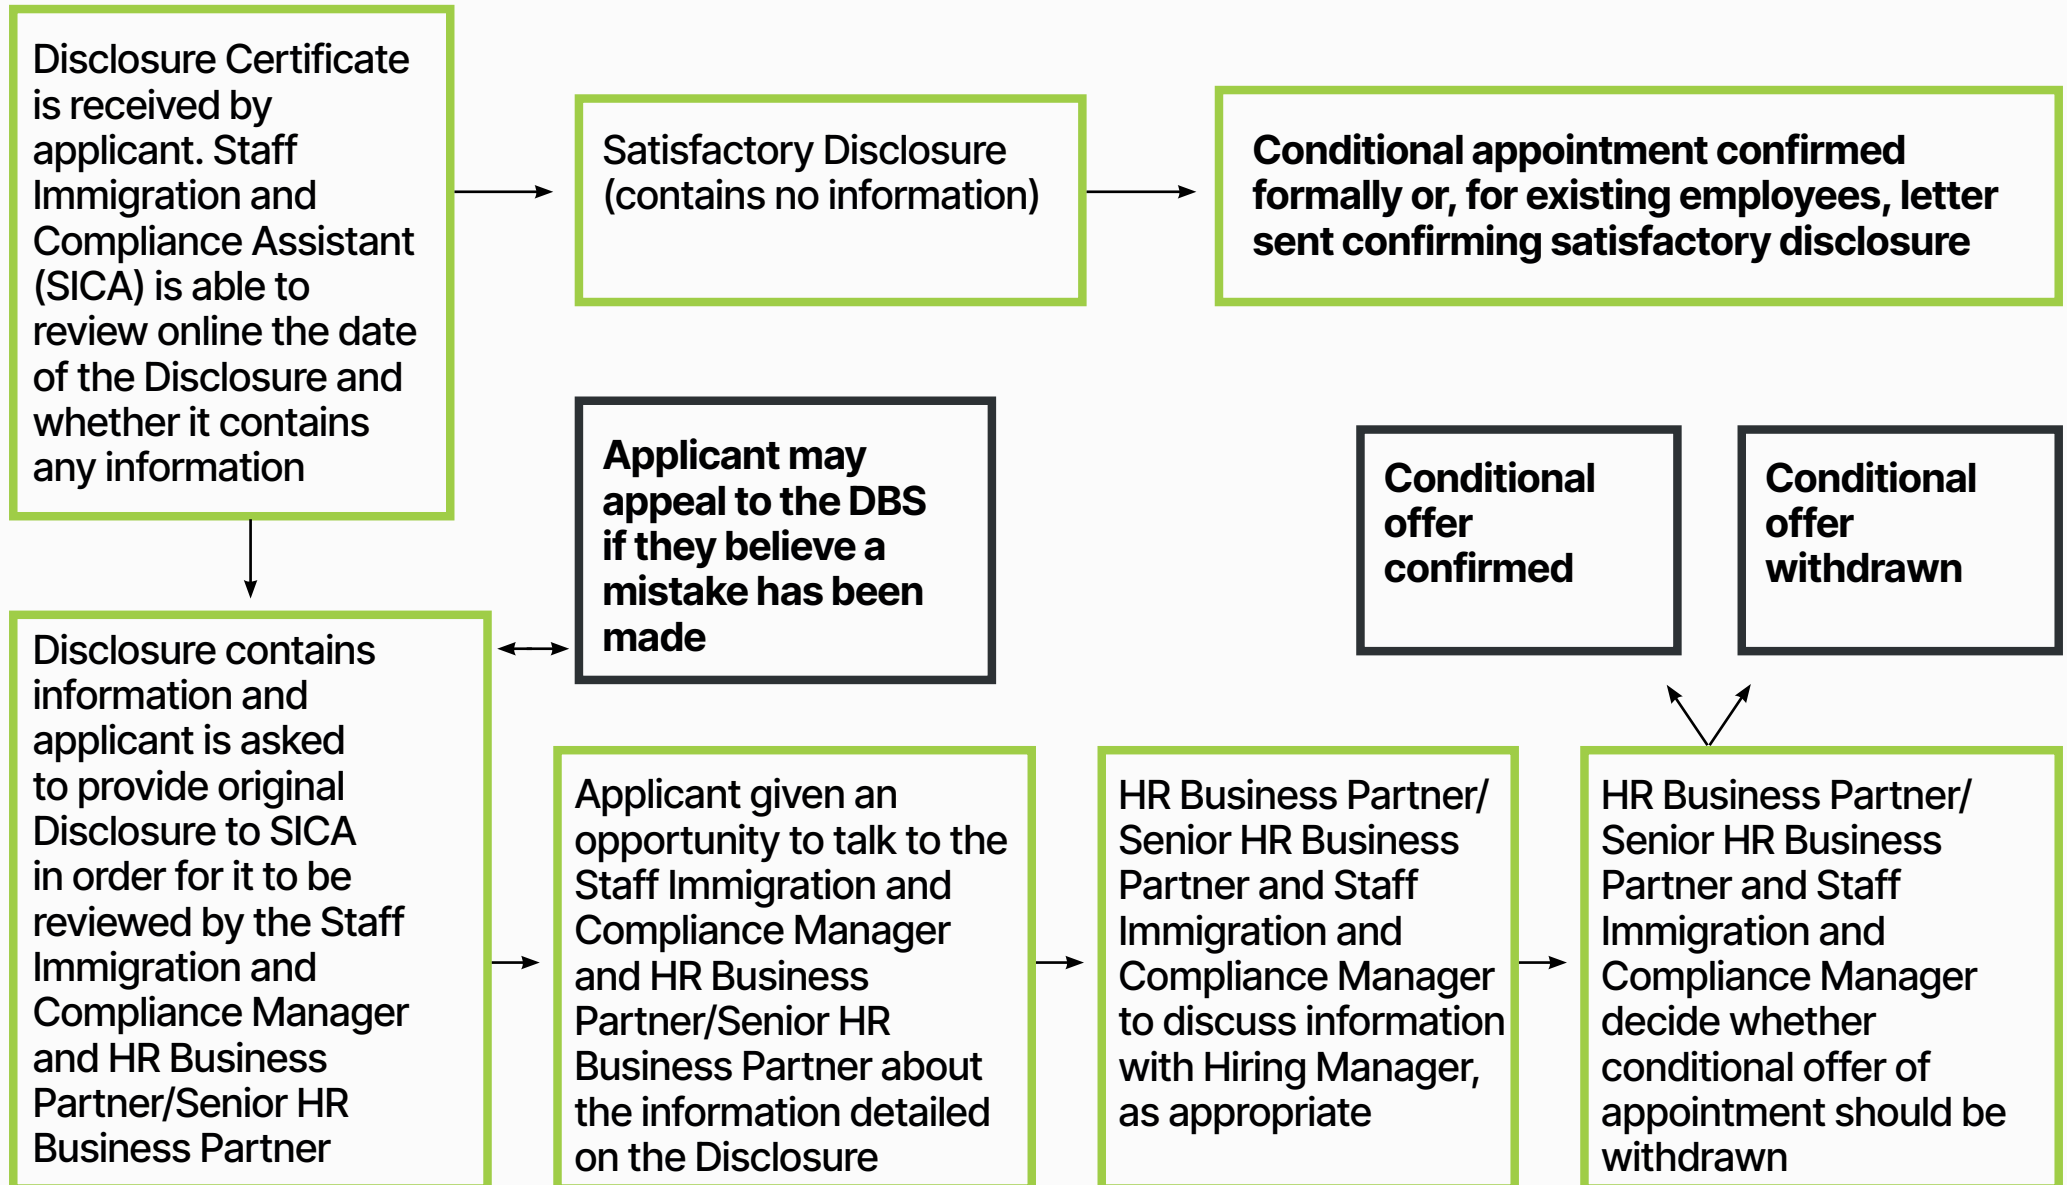 Disclosure Certificate
is received by
applicant. Staff
Immigration and
Compliance Assistant
(SICA) is able to
review online the date
of the Disclosure and
whether it contains
any information
Satisfactory Disclosure
(contains no information)
Conditional appointment confirmed
formally or, for existing employees, letter
sent confirming satisfactory disclosure
Applicant may
appeal to the DBS
if they believe a
mistake has been
made
Conditional
offer
confirmed
Conditional
offer
withdrawn
Disclosure contains
information and
applicant is asked
to provide original
Disclosure to SICA
in order for it to be
reviewed by the Staff
Immigration and
Compliance Manager
and HR Business
Partner/Senior HR
Business Partner
Applicant given an
opportunity to talk to the
Staff Immigration and
Compliance Manager
and HR Business
Partner/Senior HR
Business Partner about
the information detailed
on the Disclosure
HR Business Partner/
Senior HR Business
Partner and Staff
Immigration and
Compliance Manager
to discuss information
with Hiring Manager,
as appropriate
HR Business Partner/
Senior HR Business
Partner and Staff
Immigration and
Compliance Manager
decide whether
conditional offer of
appointment should be
withdrawn